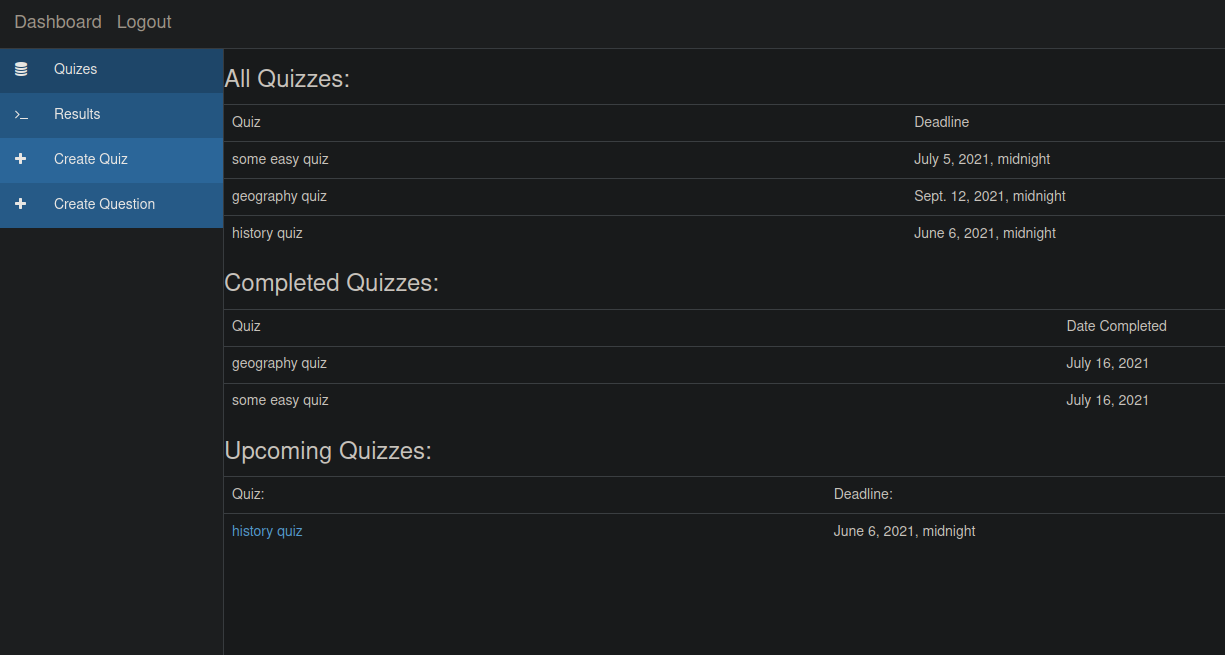 Dashboard Logout
Quizes
Results
Create Quiz
Create Question
All Quizzes:
Quiz Deadline
some easy quiz July 5, 2021, midnight
geography quiz Sept. 12, 2021, midnight
history quiz June 6, 2021, midnight
Completed Quizzes:
Quiz Date Completed
geography quiz July 16, 2021
some easy quiz July 16, 2021
Upcoming Quizzes:
Quiz: Deadline:
history quiz June 6, 2021, midnight